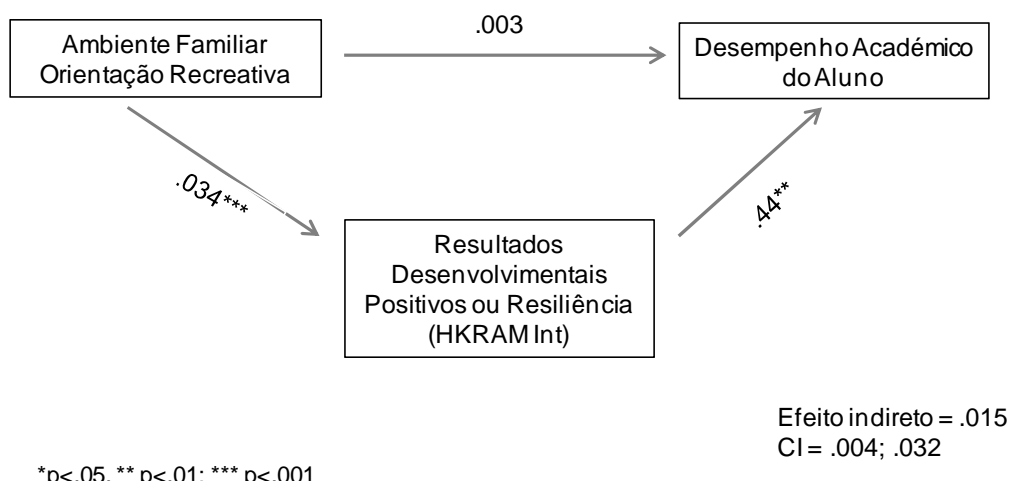 .003
Ambiente Familiar
Orientação Recreativa
Desempenho Académico
do Aluno
.034***
.44**
Resultados
Desenvolvimentais
Positivos ou Resiliência
(HKRAM Int)
Efeito indireto = .015
CI = .004; .032
*p<.05, ** p<.01; *** p<.001